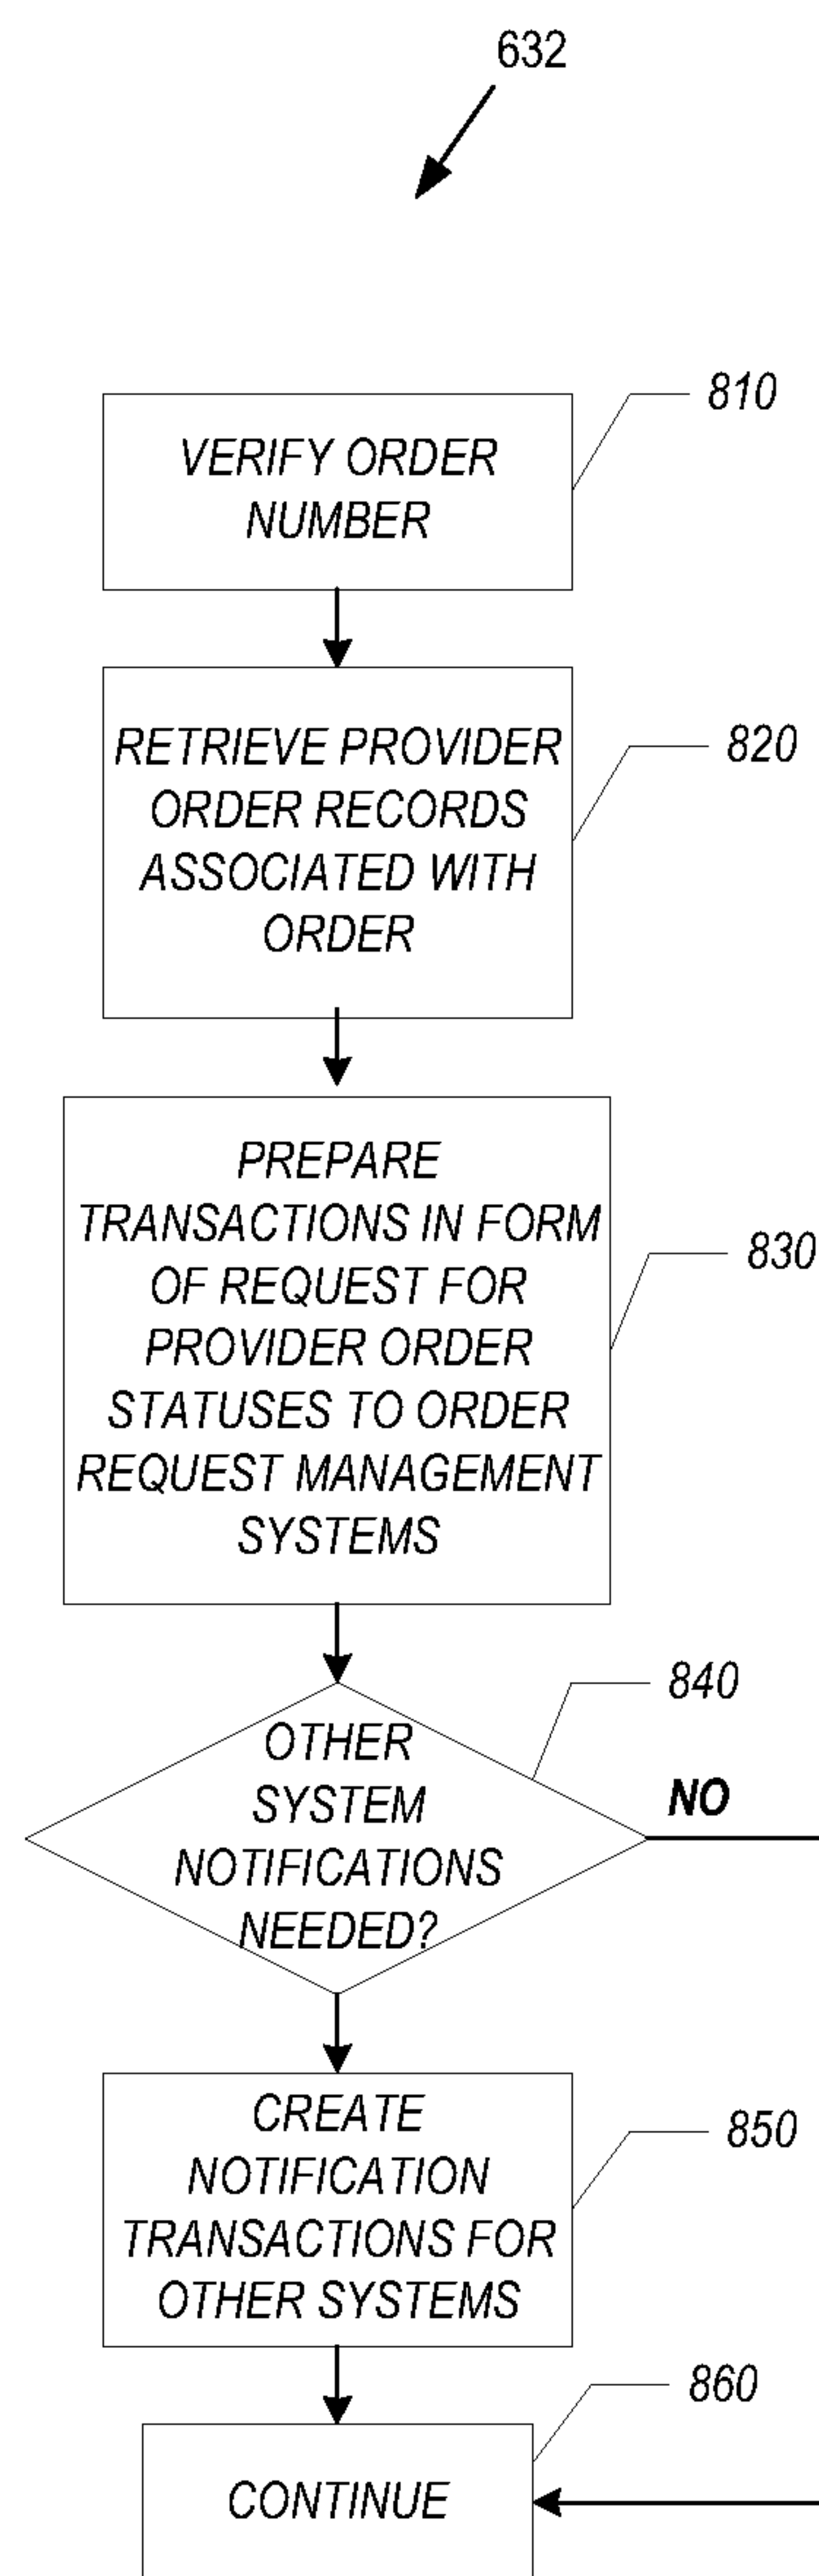 632
810
VERIFY ORDER
NUMBER
820
RETRIEVE PROVIDER
ORDER RECORDS
ASSOCIATED WITH
ORDER
830
PREPARE
TRANSACTIONS IN FORM
OF REQUEST FOR
PROVIDER ORDER
STATUSES TO ORDER
REQUEST MANAGEMENT
SYSTEMS
840
OTHER
SYSTEM
NOTIFICATIONS
NEEDED?
NO
850
CREATE
NOTIFICATION
TRANSACTIONS FOR
OTHER SYSTEMS
860
CONTINUE